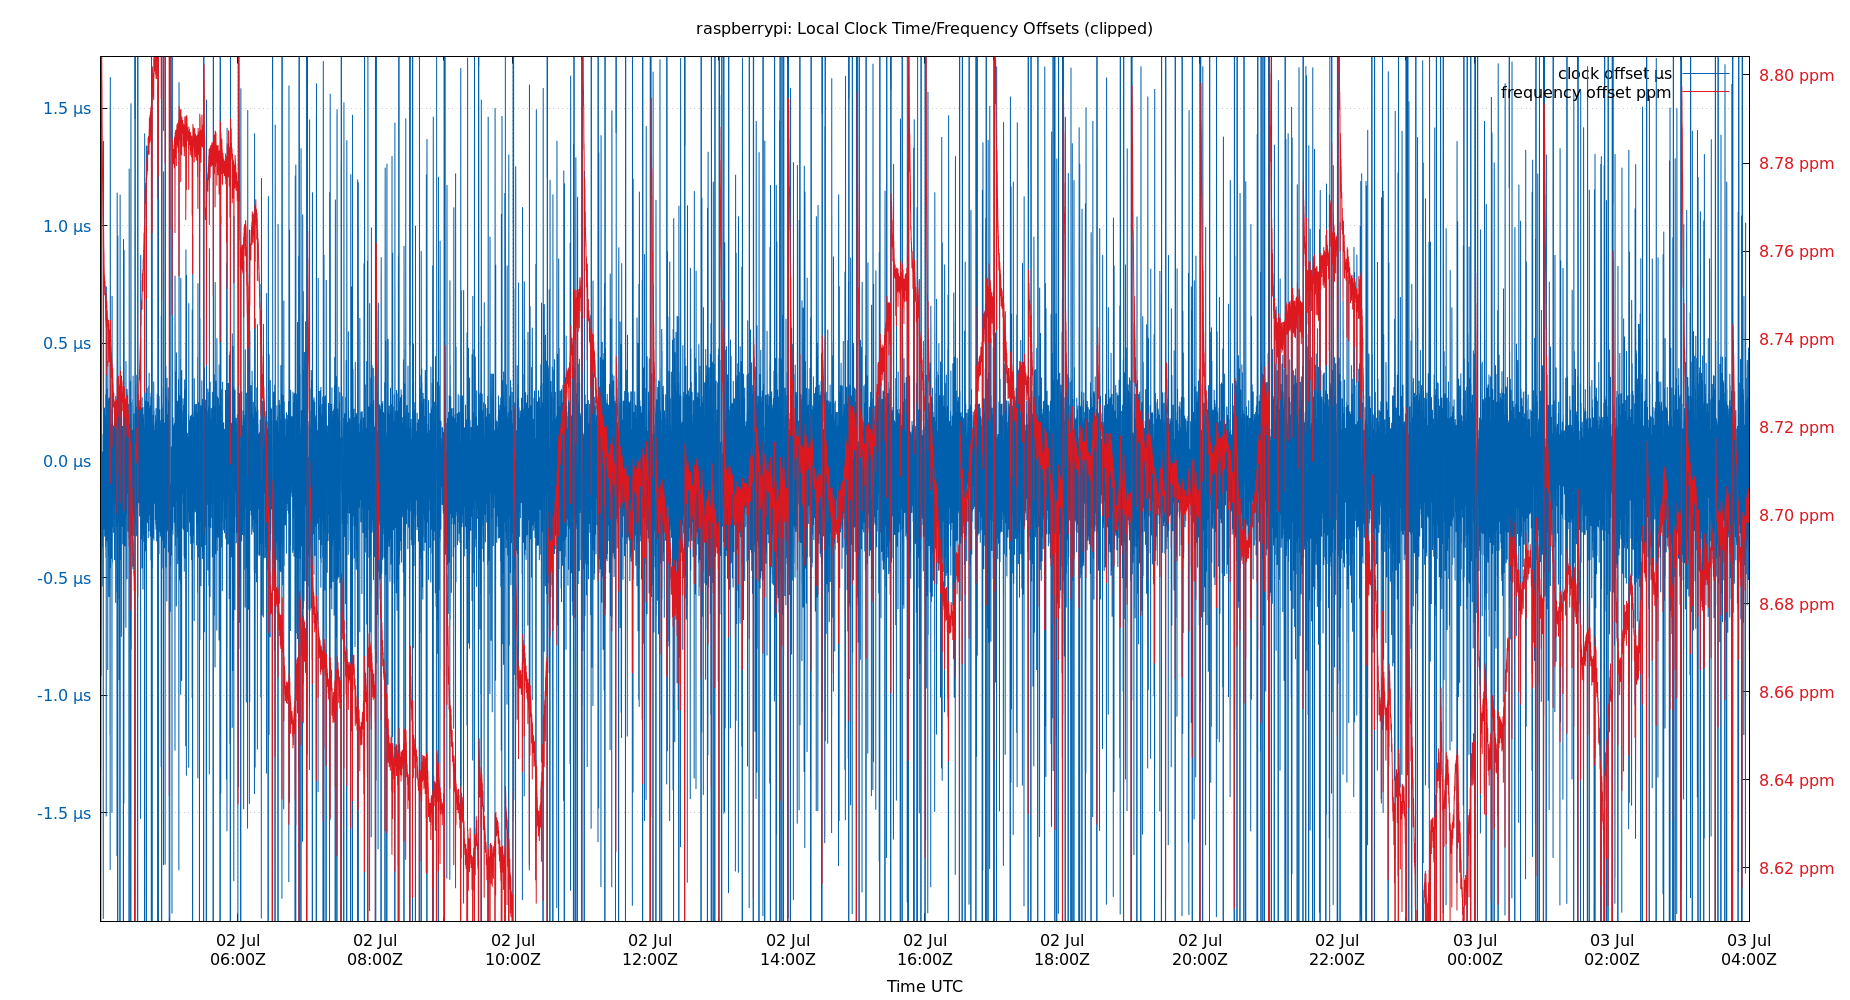 raspberrypi: Local Clock Time/Frequency Offsets (clipped)
clock offset µs
frequency offset ppm
1.5 µs
1.0 µs
0.5 µs
0.0 µs
-0.5 µs
-1.0 µs
-1.5 µs
8.80 ppm
8.78 ppm
8.76 ppm
8.74 ppm
8.72 ppm
8.70 ppm
8.68 ppm
8.66 ppm
8.64 ppm
8.62 ppm
02 Jul 02 Jul 02 Jul 02 Jul 02 Jul 02 Jul 02 Jul 02 Jul 02 Jul 03 Jul 03 Jul 03 Jul
06:00Z 08:00Z 10:00Z 12:00Z 14:00Z 16:00Z 18:00Z 20:00Z 22:00Z 00:00Z 02:00Z 04:00Z
Time UTC